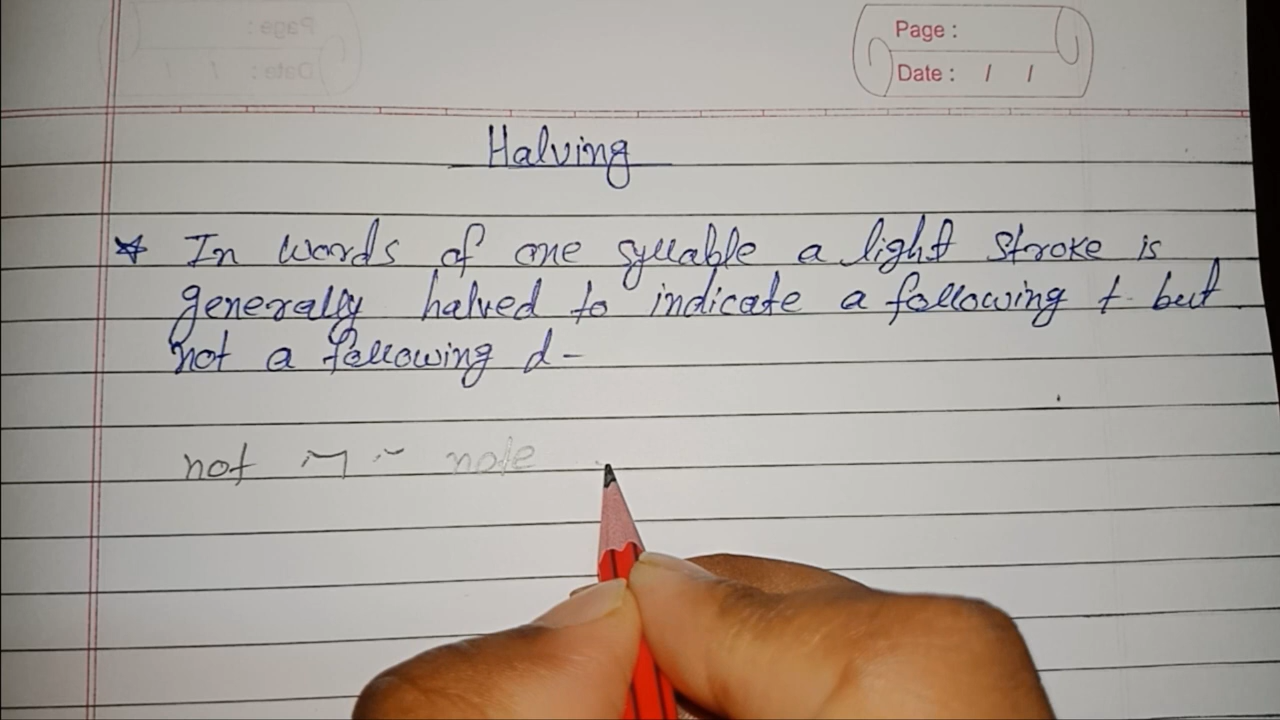 Page :
Date : / /
Halving
* In words of one syllable a light stroke is
generally halved to indicate a following t but
not a following d -
not note